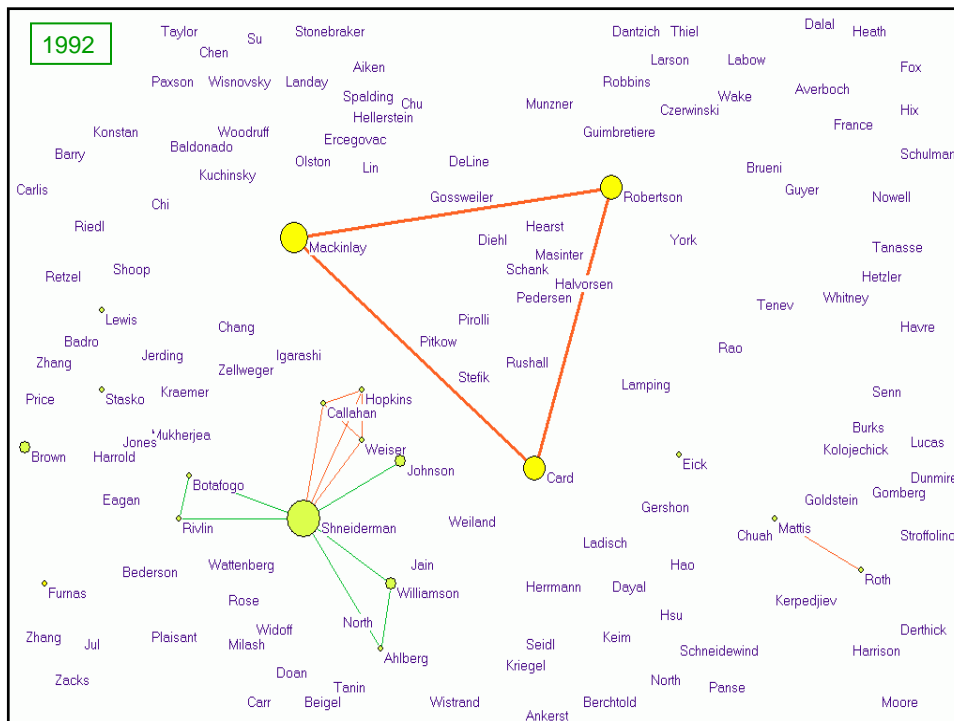 1992
Taylor
Su
Stonebraker
Dantzich
Thiel
Dalal
Heath
Chen
Aiken
Larson
Labow
Fox
Paxson
Wisnovsky
Landay
Robbins
Averboch
Spalding
Chu
Munzner
Wake
Czerwinski
Hix
Hellerstein
Konstan
Woodruff
Guimbretiere
France
Ercegovac
Baldonado
Barry
Schulman
Olston
Lin
DeLine
Brueni
Kuchinsky
Carlis
Guyer
Gossweiler
Robertson
Nowell
Chi
Riedl
Hearst
Mackinlay
Diehl
York
Tanasse
Masinter
Retzel
Shoop
Schank
Halvorsen
Hetzler
Pedersen
Whitney
Tenev
Lewis
Chang
Pirolli
Havre
Badro
Pitkow
Rao
Zhang
Jerding
Igarashi
Rushall
Zellweger
Stefik
Lamping
Price
Stasko
Kraemer
Hopkins
Senn
Callahan
Burks
Jones
Mukherjea
Lucas
Brown
Harrold
Weiser
Kolojechick
Johnson
Card
Eick
Dunmire
Botafogo
Gomberg
Eagan
Goldstein
Gershon
Rivlin
Shneiderman
Weiland
Mattis
Chuah
Stroffolino
Ladisch
Wattenberg
Jain
Hao
Bederson
Roth
Furnas
Williamson
Herrmann
Dayal
Rose
Kerpedjiev
Hsu
North
Widoff
Derthick
Zhang
Jul
Plaisant
Milash
Seidl
Keim
Schneidewind
Harrison
Ahlberg
Kriegel
Doan
Zacks
Tanin
North
Panse
Carr
Beigel
Wistrand
Berchtold
Moore
Ankerst